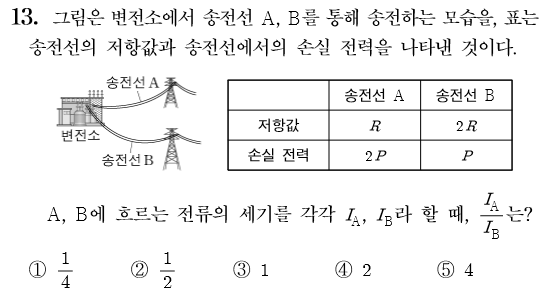 13. 그림은 변전소에서 송전선 A, B를 통해 송전하는 모습을, 표는
송전선의 저항값과 송전선에서의 손실 전력을 나타낸 것이다.
송전선 A
변전소
송전선 B
송전선 A 송전선 B
저항값 R 2R
손실 전력 2P P
A, B에 흐르는 전류의 세기를 각각 I_A, I_B라 할 때, I_A/I_B는?
① 1/4 ② 1/2 ③ 1 ④ 2 ⑤ 4